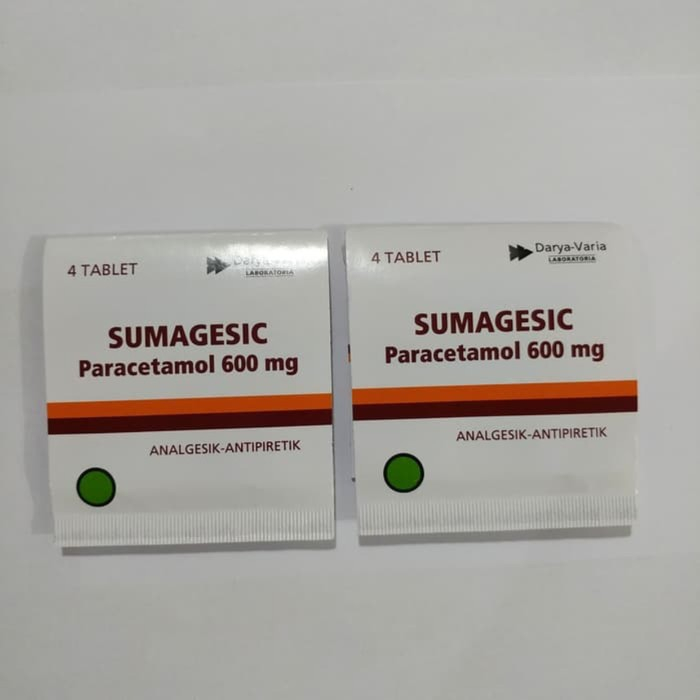 4 TABLET
LABORATORIA
SUMAGESIC
Paracetamol 600 mg
ANALGESIK-ANTIPIRETIK
4 TABLET
Darya-Varia
LABORATORIA
SUMAGESIC
Paracetamol 600 mg
ANALGESIK-ANTIPIRETIK